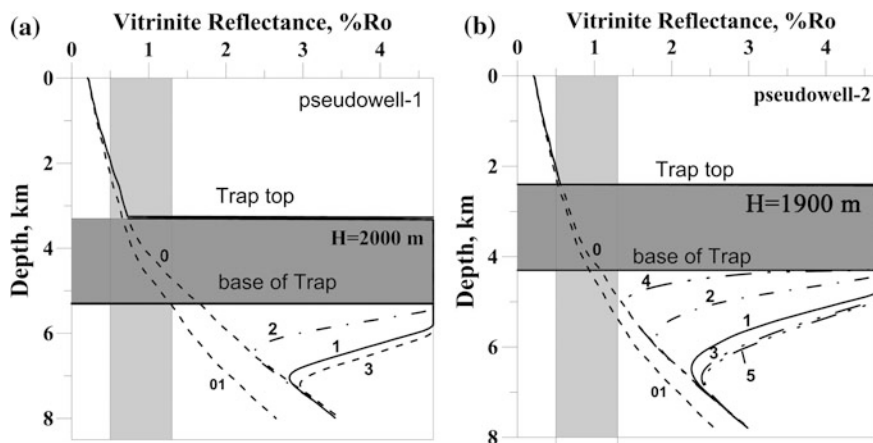 (a)
Vitrinite Reflectance, %Ro
0 1 2 3 4
Depth, km
0
2
4
6
8
pseudowell-1
Trap top
0
H=2000 m
base of Trap
2
1
3
01
(b)
Vitrinite Reflectance, %Ro
0 1 2 3 4
Depth, km
0
2
4
6
8
pseudowell-2
Trap top
0
H=1900 m
base of Trap
4
2
1
3
5
01